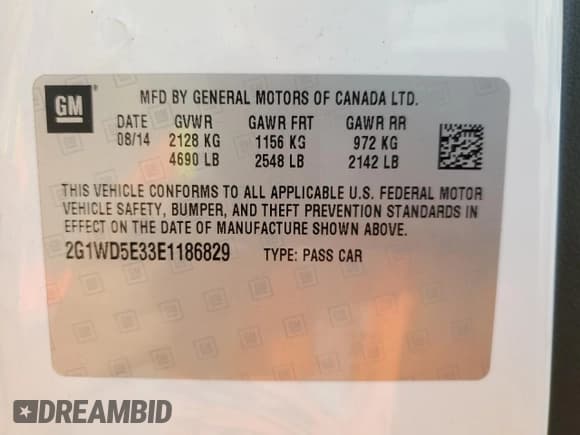 GM ® MFD BY GENERAL MOTORS OF CANADA LTD.
DATE GVWR GAWR FRT GAWR RR
08/14 2128 KG 1156 KG 972 KG
4690 LB 2548 LB 2142 LB
THIS VEHICLE CONFORMS TO ALL APPLICABLE U.S. FEDERAL MOTOR
VEHICLE SAFETY, BUMPER, AND THEFT PREVENTION STANDARDS IN
EFFECT ON THE DATE OF MANUFACTURE SHOWN ABOVE.
2G1WD5E33E1186829 TYPE: PASS CAR
DREAMBID